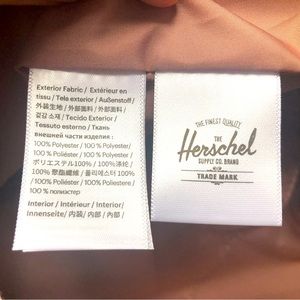 Exterior Fabric / Extérieur en
tissu / Tela exterior / Außenstoff/
外装生地 / 外部面料 / 外部面料 /
겉감 소재 / Tecido Exterior /
Tessuto esterno / Ткань
внешней части изделия :
100% Polyester / 100% Polyester/
100% Poliéster / 100% Polyester/
ポリエステル100% / 100% 涤纶 /
100% 聚酯纖維 / 폴리에스터 100%
/ 100% Poliéster / 100% Poliestere /
100% полиэстер
Interior / Intérieur / Interior/
Innenseite/ 内装 / 内部 / 內部 /
THE FINEST QUALITY
THE
Herschel
SUPPLY CO. BRAND
TRADE MARK